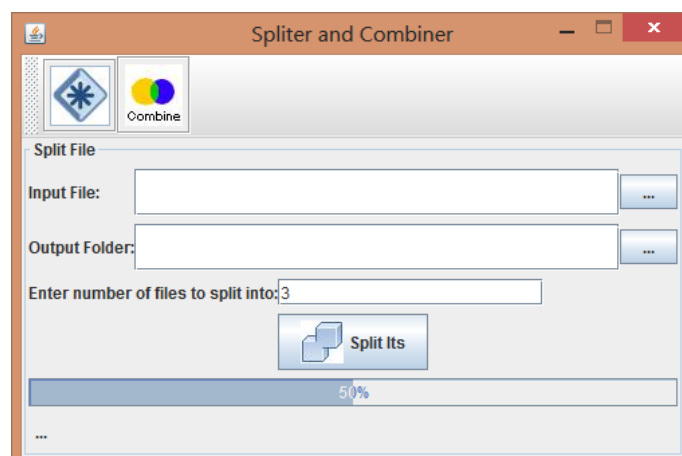 Spliter and Combiner
Combine
Split File
Input File:
...
Output Folder:
...
Enter number of files to split into: 3
Split Its
50%
...